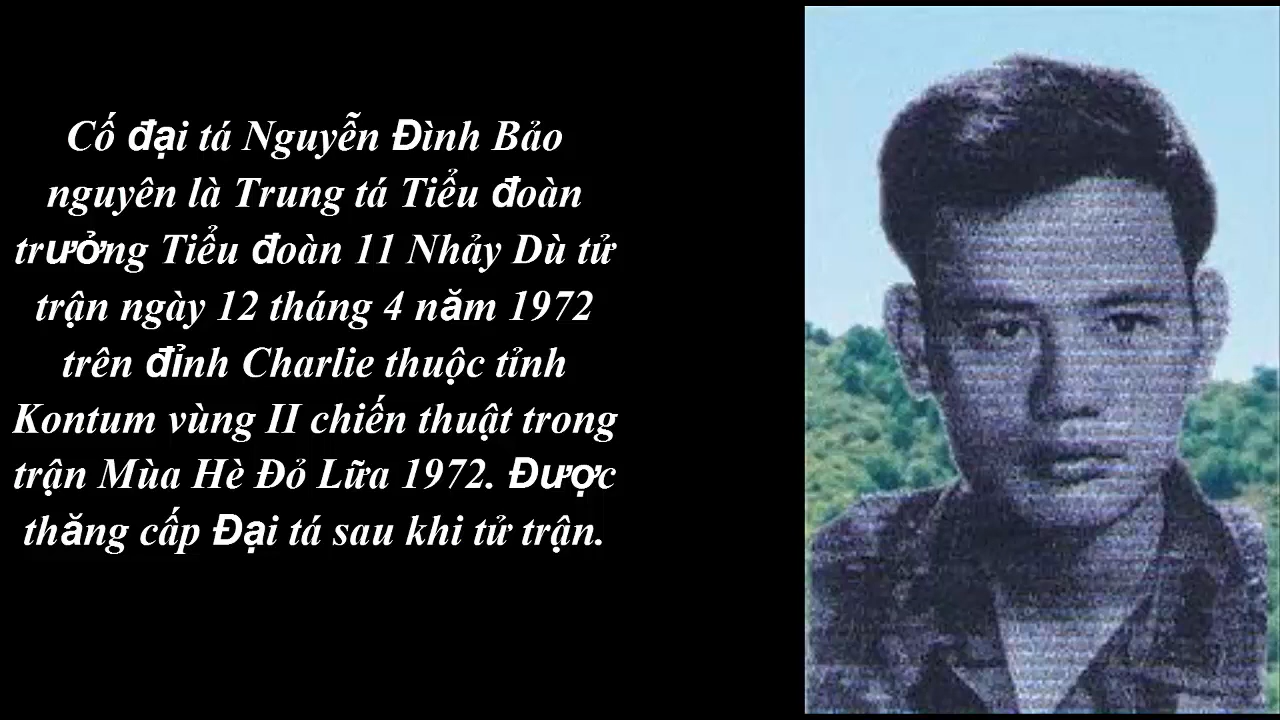 Cố đại tá Nguyễn Đình Bảo
nguyên là Trung tá Tiểu đoàn
trưởng Tiểu đoàn 11 Nhảy Dù tử
trận ngày 12 tháng 4 năm 1972
trên đỉnh Charlie thuộc tỉnh
Kontum vùng II chiến thuật trong
trận Mùa Hè Đỏ Lữa 1972. Được
thăng cấp Đại tá sau khi tử trận.